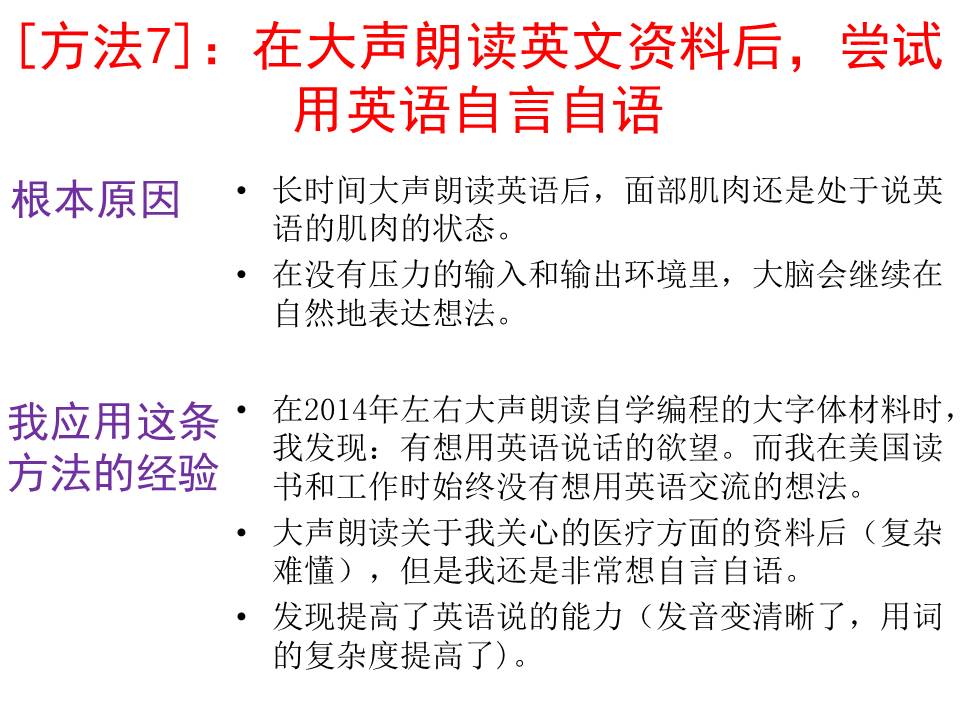 [方法7]：在大声朗读英文资料后，尝试
用英语自言自语
根本原因
• 长时间大声朗读英语后，面部肌肉还是处于说英
语的肌肉的状态。
• 在没有压力的输入和输出环境里，大脑会继续在
自然地表达想法。
我应用这条
方法的经验
• 在2014年左右大声朗读自学编程的大字体材料时，
我发现：有想用英语说话的欲望。而我在美国读
书和工作时始终没有想用英语交流的想法。
• 大声朗读关于我关心的医疗方面的资料后（复杂
难懂），但是我还是非常想自言自语。
• 发现提高了英语说的能力（发音变清晰了，用词
的复杂度提高了)。